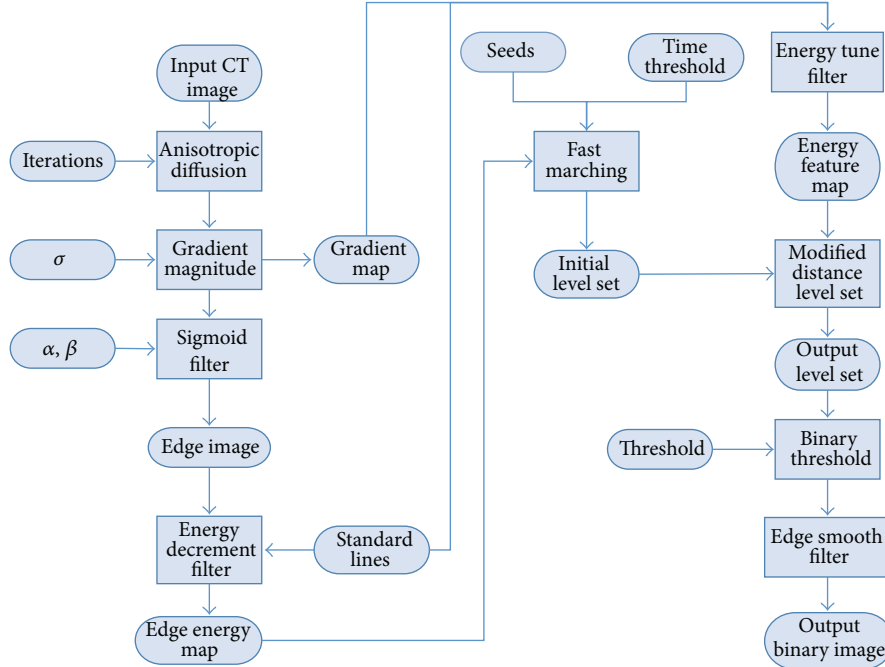 Input CT
image
Iterations
Anisotropic
diffusion
σ
Gradient
magnitude
Gradient
map
α, β
Sigmoid
filter
Edge image
Energy
decrement
filter
Standard
lines
Edge energy
map
Seeds
Time
threshold
Fast
marching
Initial
level set
Energy tune
filter
Energy
feature
map
Modified
distance
level set
Output
level set
Threshold
Binary
threshold
Edge smooth
filter
Output
binary image